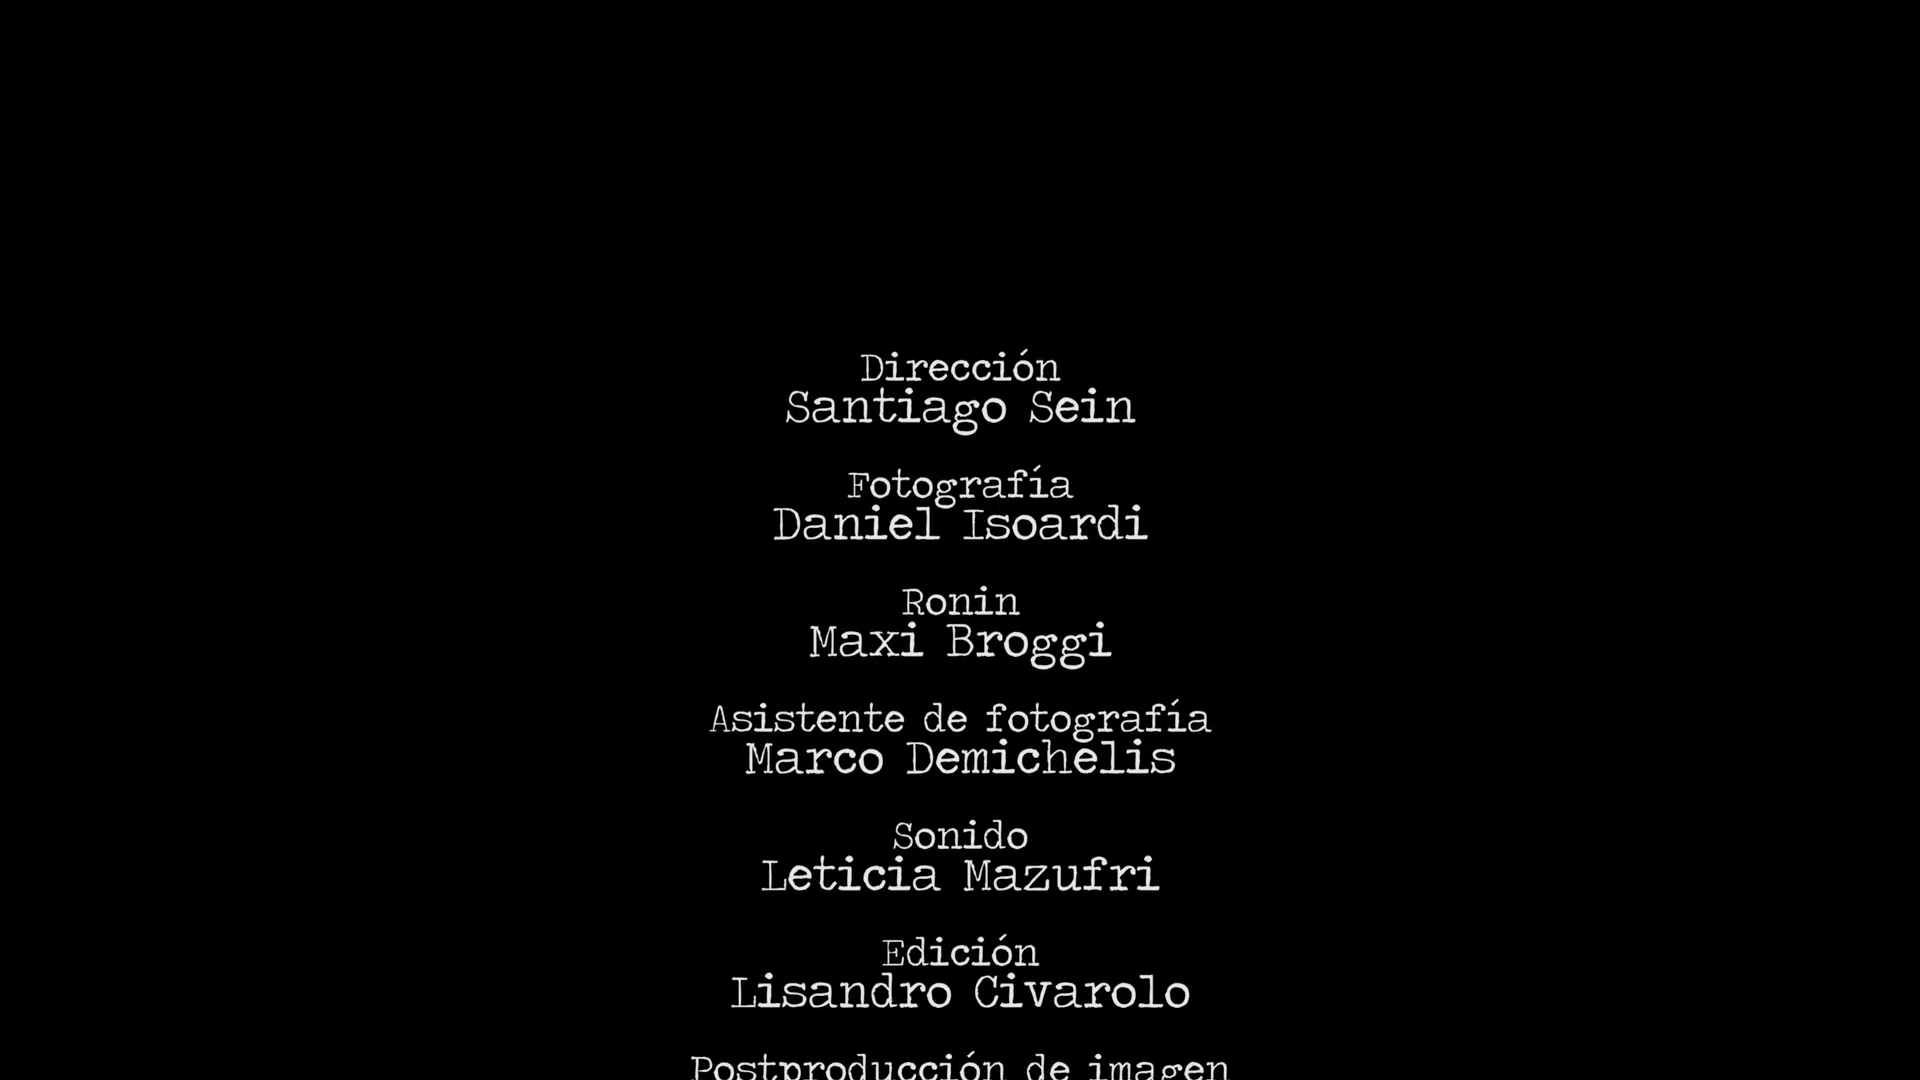 Dirección
Santiago Sein
Fotografía
Daniel Isoardi
Ronin
Maxi Broggi
Asistente de fotografía
Marco Demichelis
Sonido
Leticia Mazufri
Edición
Lisandro Civarolo
Postproducción de imagen